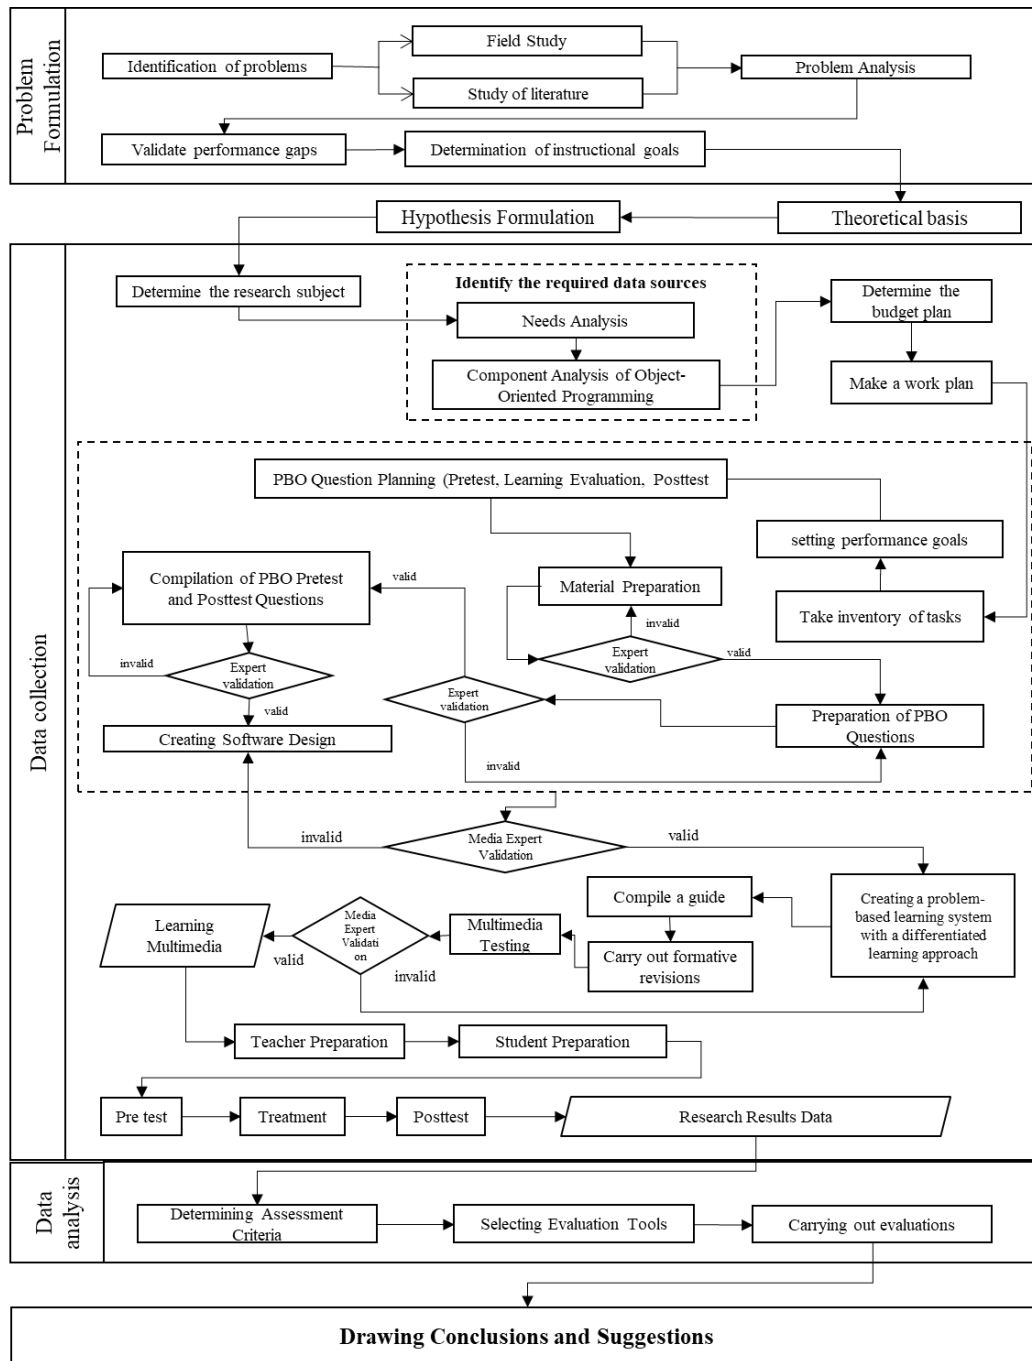 Problem
Formulation
Identification of problems
Field Study
Study of literature
Problem Analysis
Validate performance gaps
Determination of instructional goals
Hypothesis Formulation
Theoretical basis
Data collection
Determine the research subject
Identify the required data sources
Needs Analysis
Component Analysis of Object-
Oriented Programming
Determine the
budget plan
Make a work plan
PBO Question Planning (Pretest, Learning Evaluation, Posttest
setting performance goals
Take inventory of tasks
Compilation of PBO Pretest
and Posttest Questions
valid
Material Preparation
invalid
Expert
validation
valid
invalid
Expert
validation
valid
Expert
validation
Creating Software Design
Preparation of PBO
Questions
invalid
invalid
Media Expert
Validation
valid
Learning
Multimedia
valid
Media
Expert
Validati
on
invalid
Multimedia
Testing
Compile a guide
Carry out formative
revisions
Creating a problem-
based learning system
with a differentiated
learning approach
Teacher Preparation
Student Preparation
Pre test
Treatment
Posttest
Research Results Data
Data
analysis
Determining Assessment
Criteria
Selecting Evaluation Tools
Carrying out evaluations
Drawing Conclusions and Suggestions